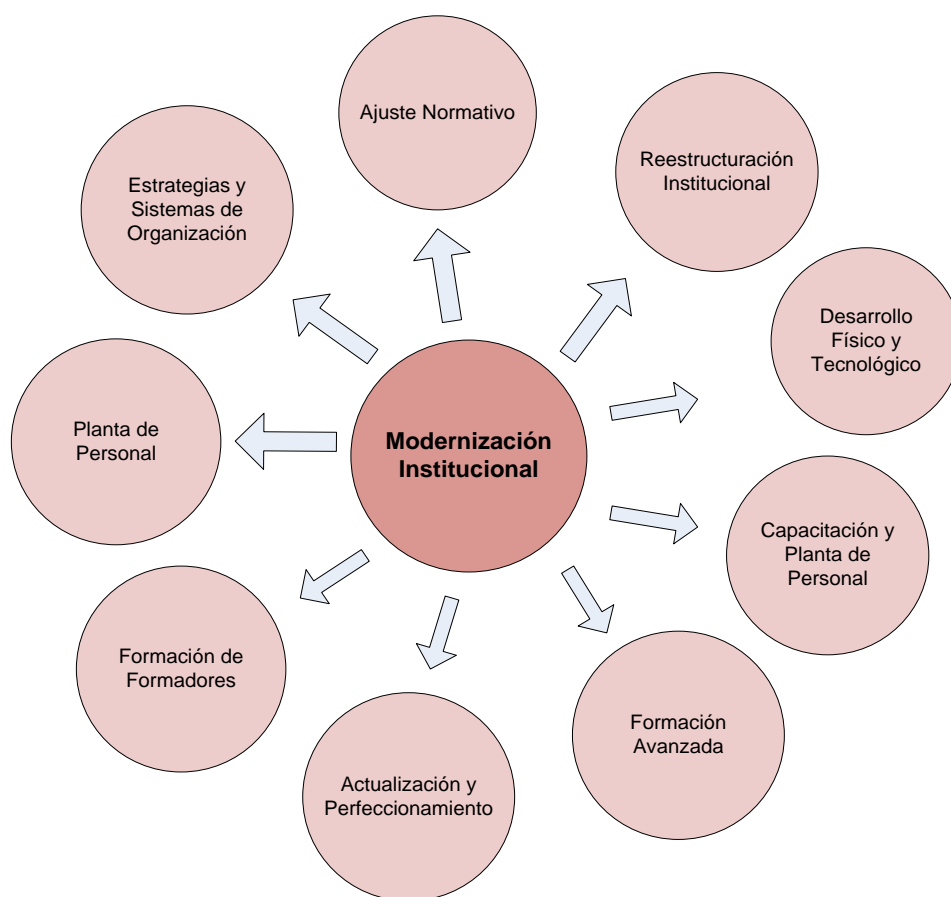 Ajuste Normativo
Reestructuración
Institucional
Estrategias y
Sistemas de
Organización
Desarrollo
Físico y
Tecnológico
Modernización
Institucional
Planta de
Personal
Capacitación y
Planta de
Personal
Formación de
Formadores
Formación
Avanzada
Actualización y
Perfeccionamiento